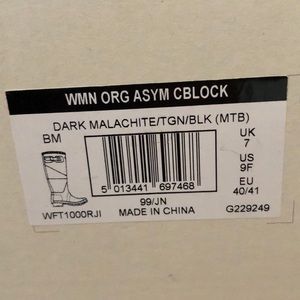 WMN ORG ASYM CBLOCK
DARK MALACHITE/TGN/BLK (MTB)
BM
UK
7
US
9F
EU
40/41
5 013441 697468
99/JN
WFT1000RJI
MADE IN CHINA
G229249